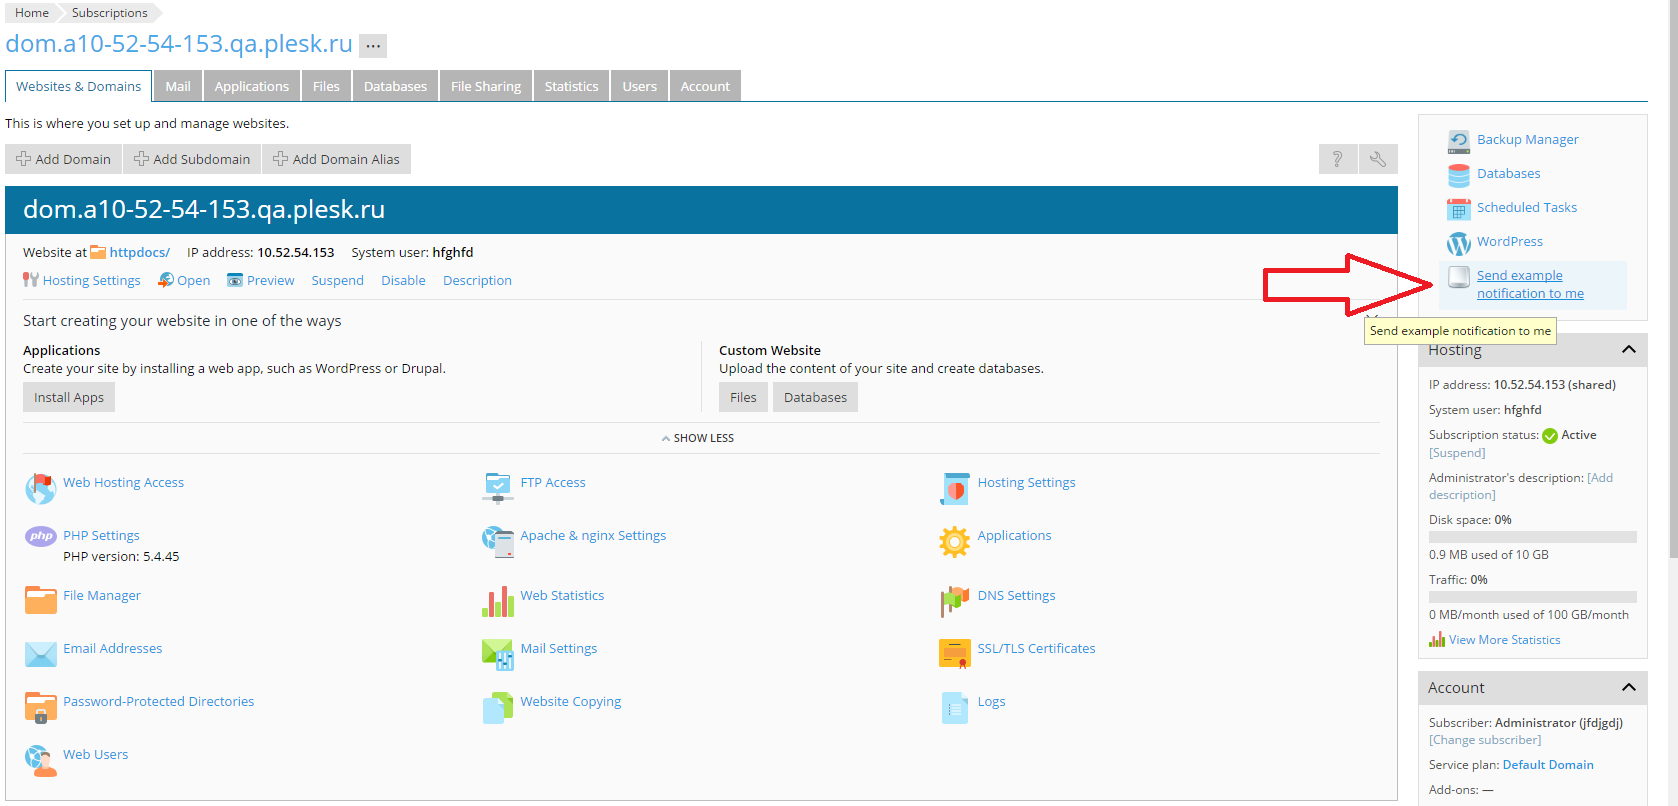 Home Subscriptions
dom.a10-52-54-153.qa.plesk.ru ...
Websites & Domains Mail Applications Files Databases File Sharing Statistics Users Account
This is where you set up and manage websites.
Add Domain Add Subdomain Add Domain Alias ?
dom.a10-52-54-153.qa.plesk.ru
Website at httpdocs/ IP address: 10.52.54.153 System user: hfghfd
Hosting Settings Open Preview Suspend Disable Description
Start creating your website in one of the ways
Applications
Create your site by installing a web app, such as WordPress or Drupal.
Install Apps
Custom Website
Upload the content of your site and create databases.
Files Databases
SHOW LESS
Web Hosting Access
FTP Access
Hosting Settings
php PHP Settings
PHP version: 5.4.45
Apache & nginx Settings
Applications
File Manager
Web Statistics
DNS Settings
Email Addresses
Mail Settings
SSL/TLS Certificates
Password-Protected Directories
Website Copying
Logs
Web Users
Backup Manager
Databases
Scheduled Tasks
WordPress
Send example
notification to me
Send example notification to me
Hosting
IP address: 10.52.54.153 (shared)
System user: hfghfd
Subscription status: Active
[Suspend]
Administrator's description: [Add
description]
Disk space: 0%
0.9 MB used of 10 GB
Traffic: 0%
0 MB/month used of 100 GB/month
View More Statistics
Account
Subscriber: Administrator (jfdjgdj)
[Change subscriber]
Service plan: Default Domain
Add-ons: —